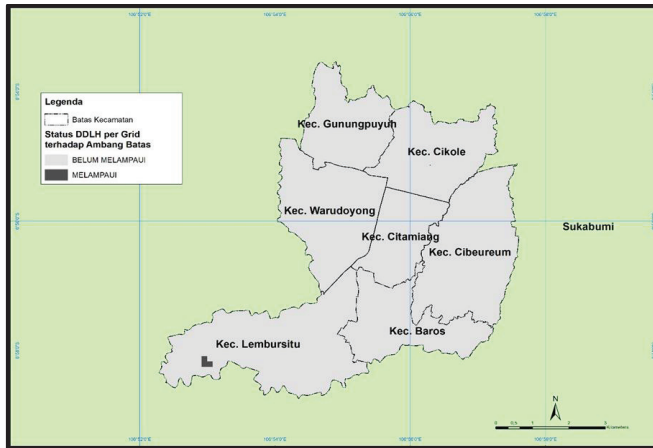 Legenda
Batas Kecamatan
Status DDLH per Grid
terhadap Ambang Batas
BELUM MELAMPAUI
MELAMPAUI
Kec. Gunungpuyuh
Kec. Cikole
Kec. Warudoyong
Kec. Citamiang
Sukabumi
Kec. Cibeureum
Kec. Baros
Kec. Lembursitu
N